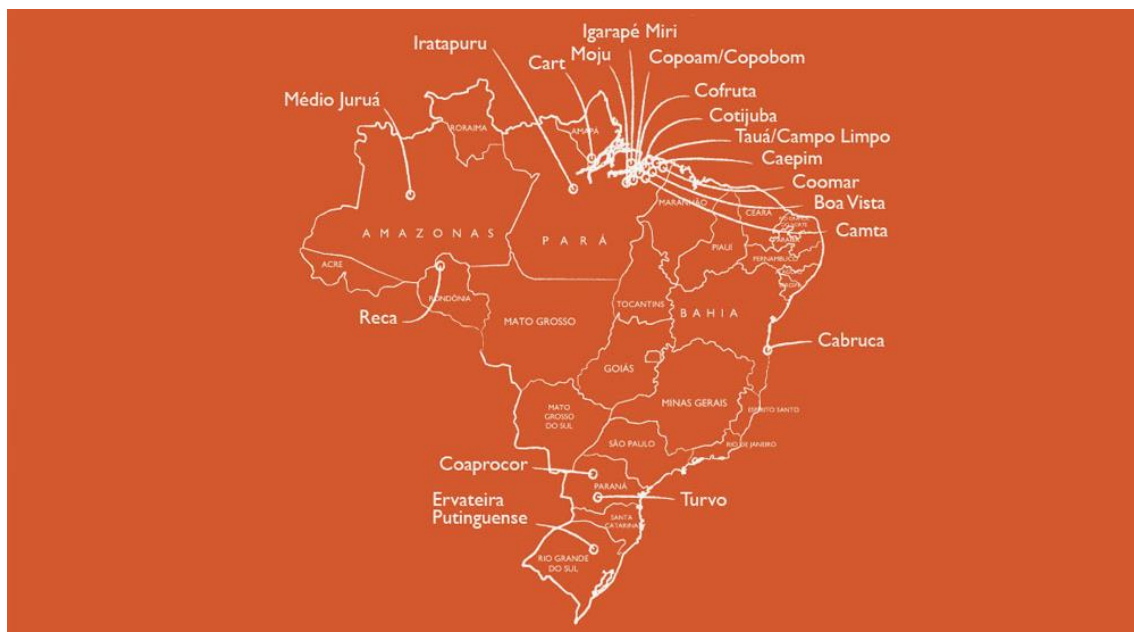 Igarapé Miri
Iratapuru
Moju
Copoam/Copobom
Cart
Cofruta
Médio Juruá
Cotijuba
Tauá/Campo Limpo
Caepim
Coomar
Boa Vista
Camta
RORAIMA
AMAPÁ
MARANHÃO
CEARÁ
AMAZONAS
PARÁ
PIAUÍ
PERNAMBUCO
ACRE
RONDÔNIA
TOCANTINS
BAHIA
Reca
MATO GROSSO
Cabruca
GOIÁS
MINAS GERAIS
ESPÍRITO SANTO
MATO
GROSSO
DO SUL
SÃO PAULO
RIO DE JANEIRO
Coaprocor
PARANÁ
Ervateira
Putinguense
Turvo
SANTA
CATARINA
RIO GRANDE
DO SUL